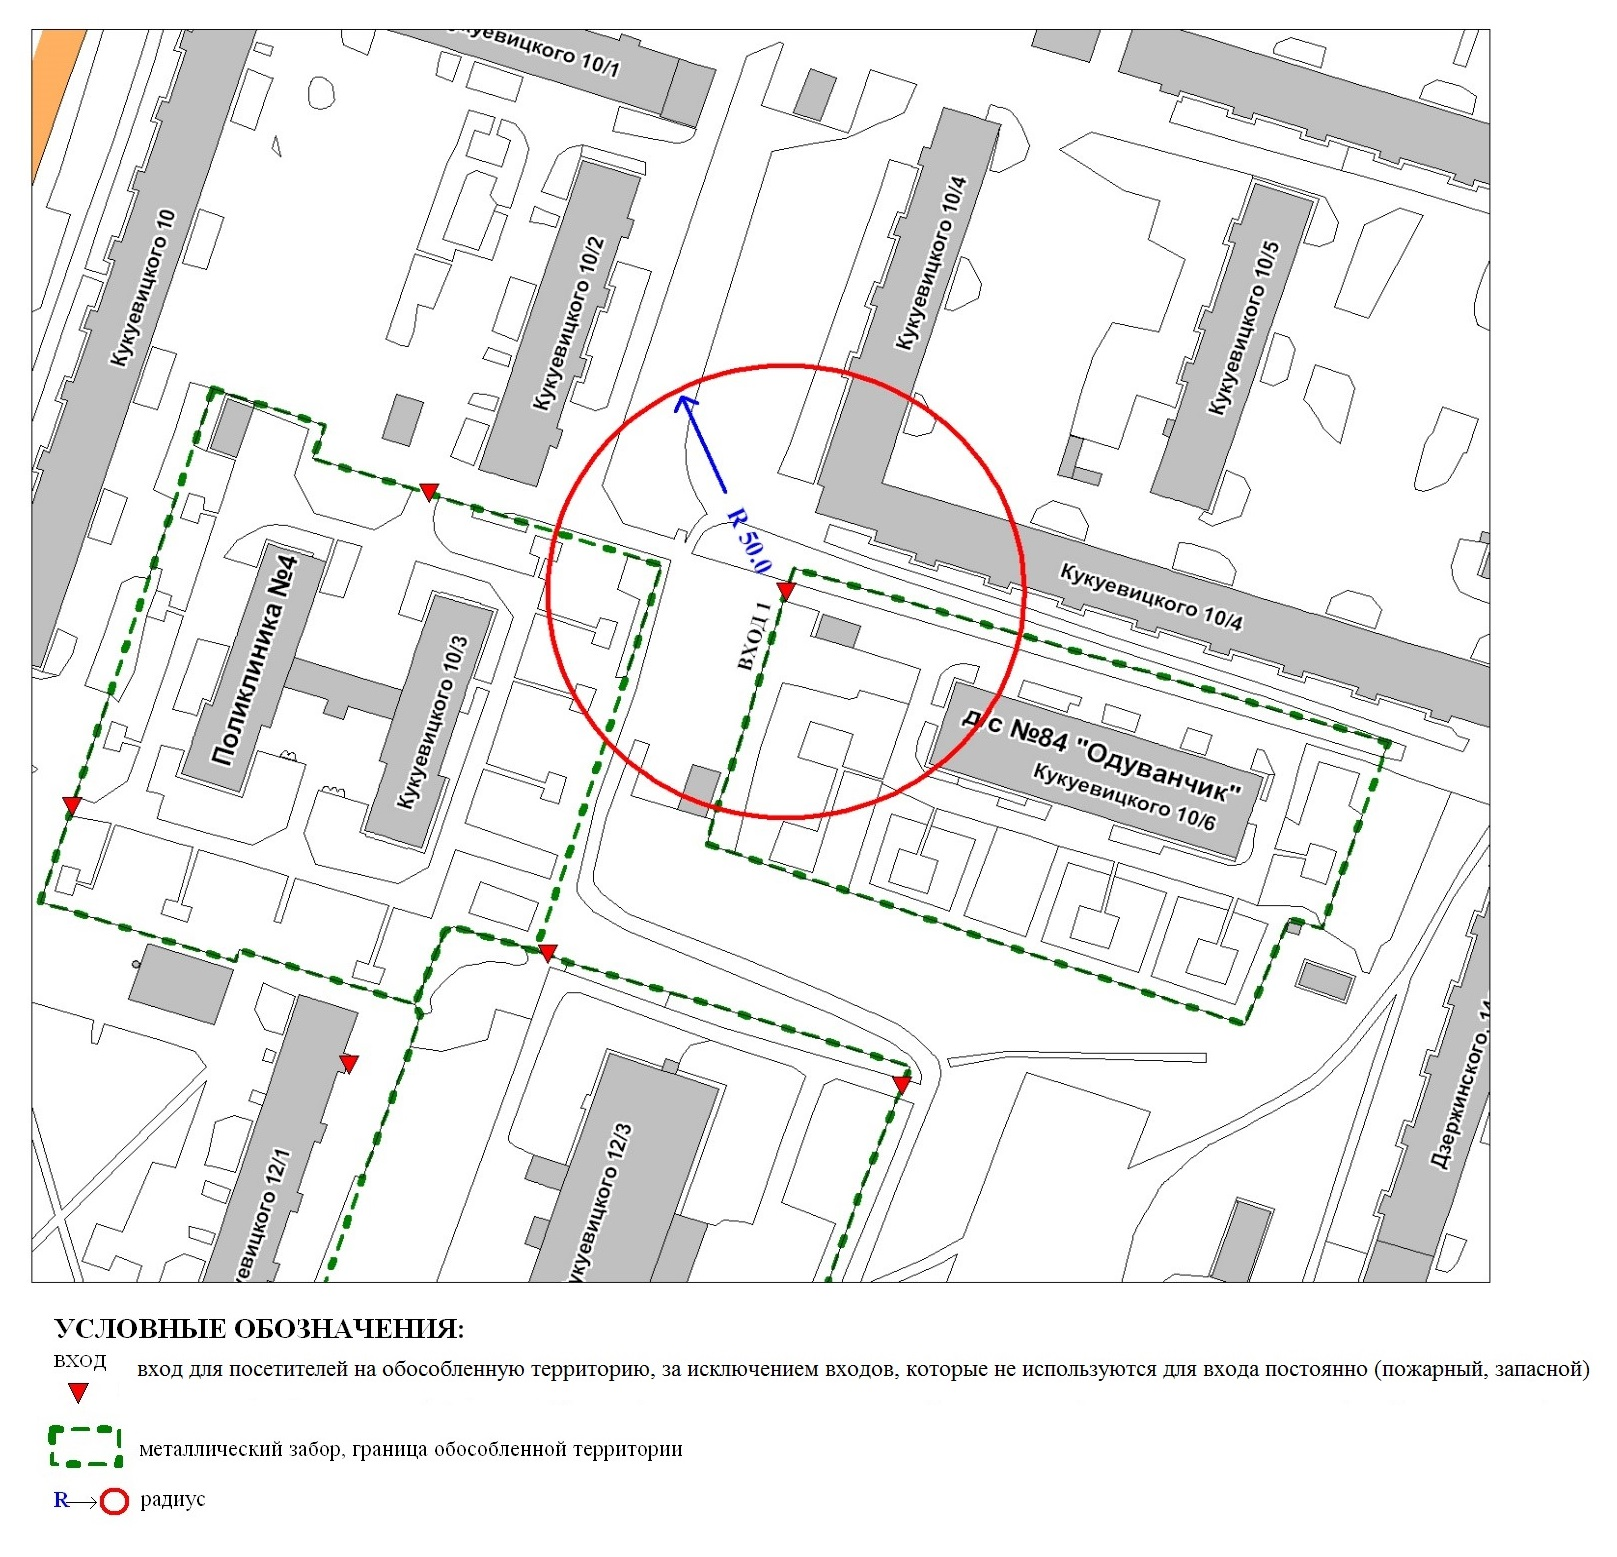 Кукуевицкого 10/1
Кукуевицкого 10
Кукуевицкого 10/2
Кукуевицкого 10/4
Кукуевицкого 10/5
R 50.0
Кукуевицкого 10/4
ВХОД 1
Поликлиника №4
Кукуевицкого 10/3
д/с №84 "Одуванчик"
Кукуевицкого 10/6
Дзержинского, 14
евицкого 12/1
укуевицкого 12/3
УСЛОВНЫЕ ОБОЗНАЧЕНИЯ:
ВХОД
вход для посетителей на обособленную территорию, за исключением входов, которые не используются для входа постоянно (пожарный, запасной)
металлический забор, граница обособленной территории
R
радиус